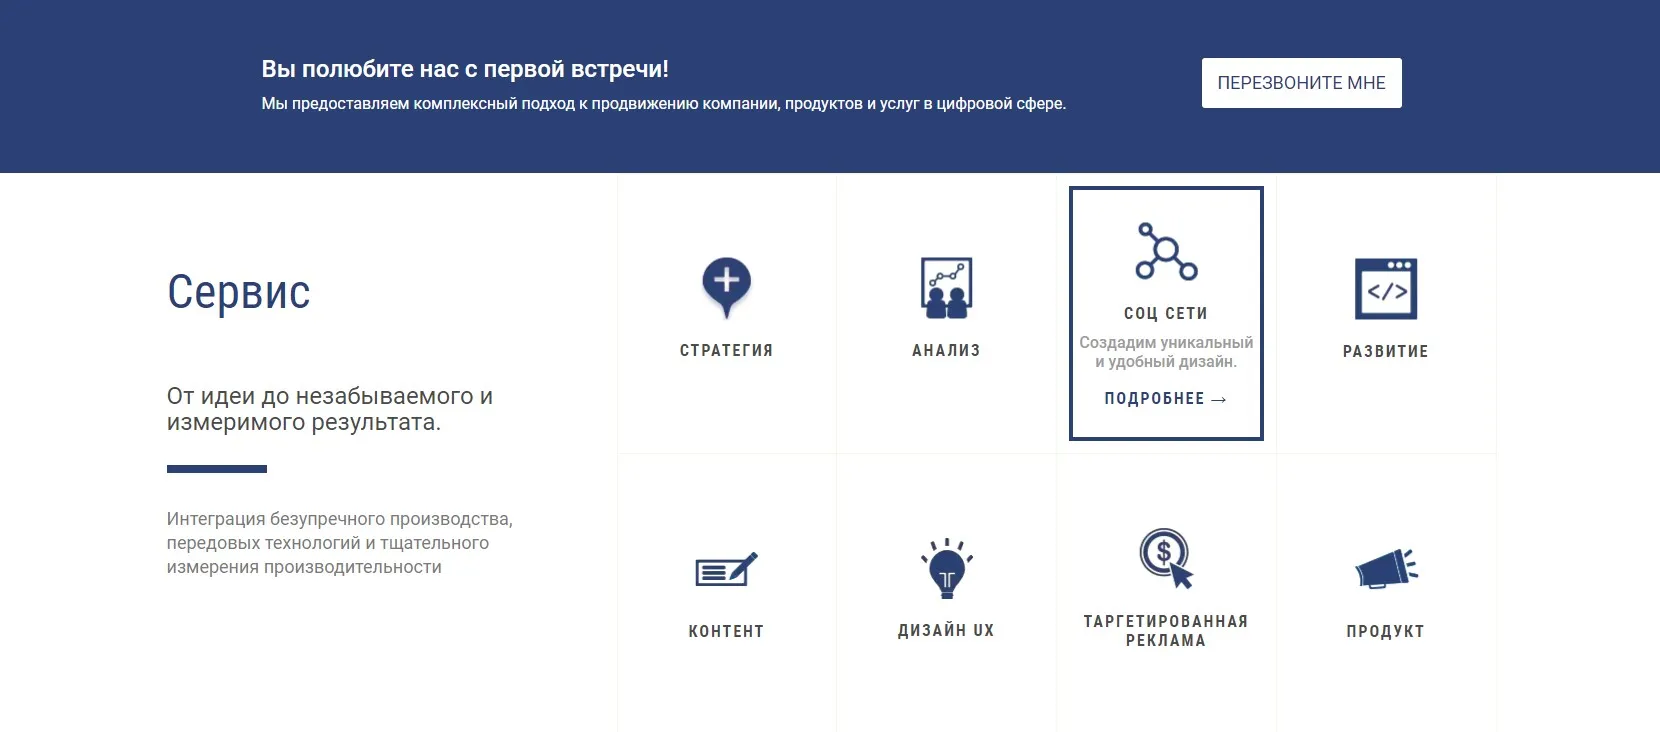 Вы полюбите нас с первой встречи!
Мы предоставляем комплексный подход к продвижению компании, продуктов и услуг в цифровой сфере.
ПЕРЕЗВОНИТЕ МНЕ
Сервис
От идеи до незабываемого и
измеримого результата.
Интеграция безупречного производства,
передовых технологий и тщательного
измерения производительности
СТРАТЕГИЯ
АНАЛИЗ
СОЦ СЕТИ
Создадим уникальный
и удобный дизайн.
ПОДРОБНЕЕ →
РАЗВИТИЕ
КОНТЕНТ
ДИЗАЙН UX
ТАРГЕТИРОВАННАЯ
РЕКЛАМА
ПРОДУКТ